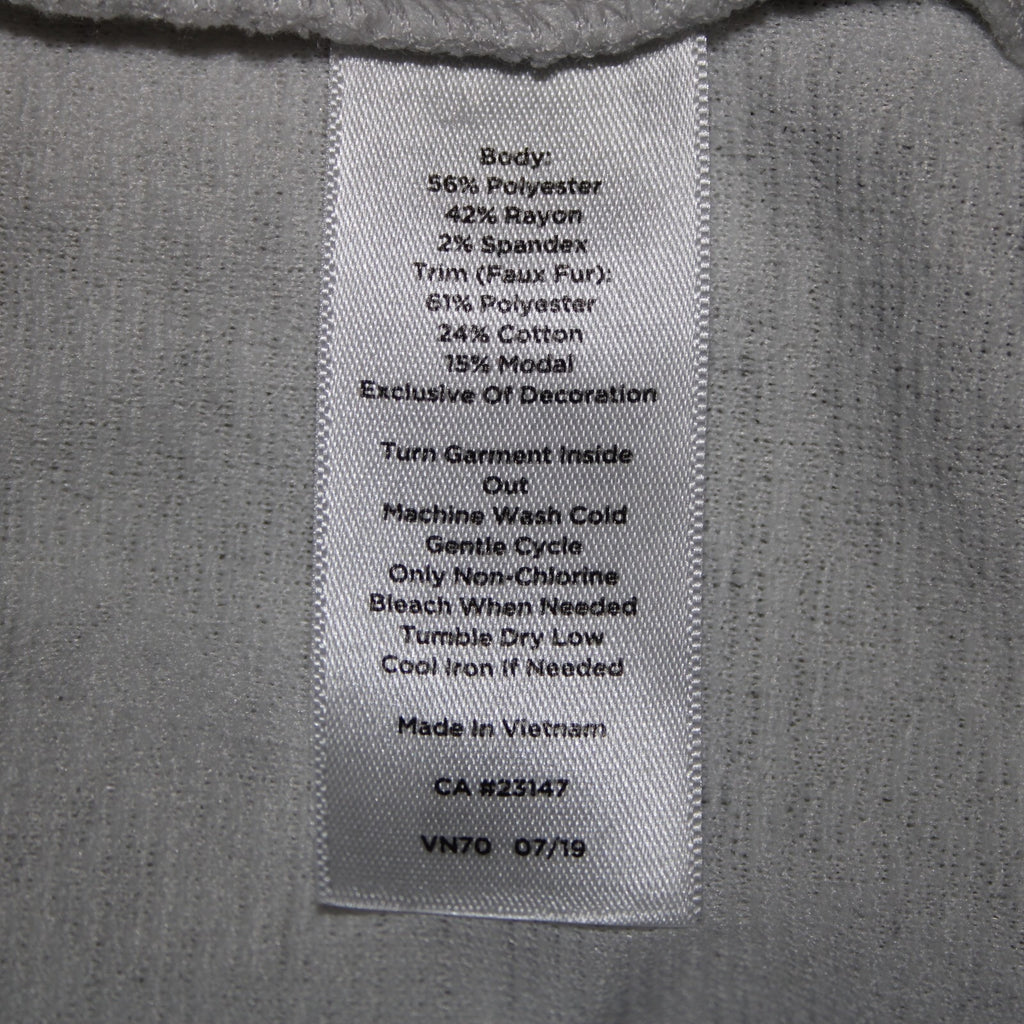 Body:
56% Polyester
42% Rayon
2% Spandex
Trim (Faux Fur):
61% Polyester
24% Cotton
15% Modal
Exclusive Of Decoration
Turn Garment Inside
Out
Machine Wash Cold
Gentle Cycle
Only Non-Chlorine
Bleach When Needed
Tumble Dry Low
Cool Iron If Needed
Made In Vietnam
CA #23147
VN70 07/19